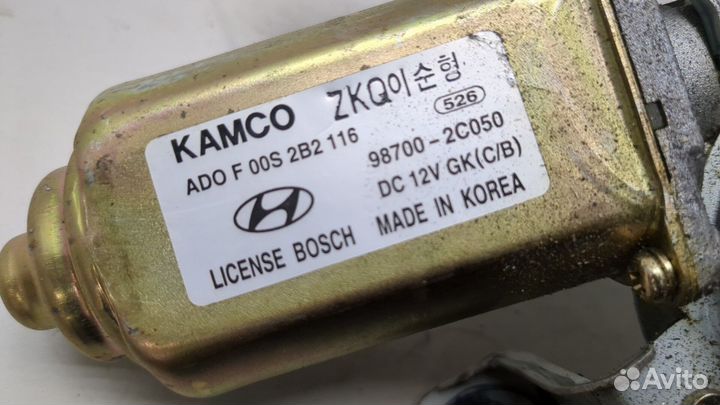 KAMCO ZKQ이순형
526
ADO F 00S 2B2 116 98700-2C050
DC 12V GK(C/B)
LICENSE BOSCH MADE IN KOREA
Avito